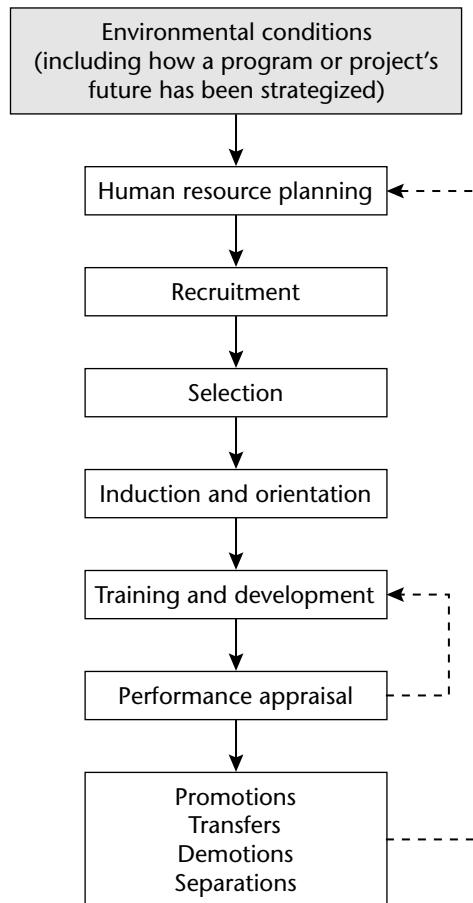 Environmental conditions
(including how a program or project’s
future has been strategized)
Human resource planning
Recruitment
Selection
Induction and orientation
Training and development
Performance appraisal
Promotions
Transfers
Demotions
Separations